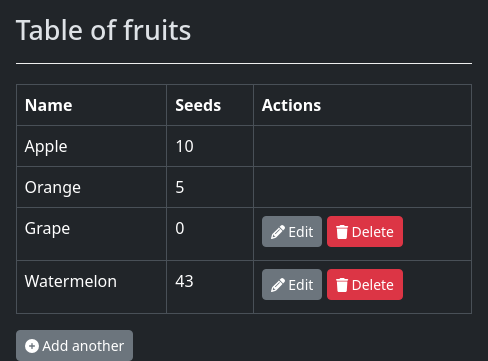 Table of fruits
Name Seeds Actions
Apple 10
Orange 5
Grape 0 Edit Delete
Watermelon 43 Edit Delete
Add another